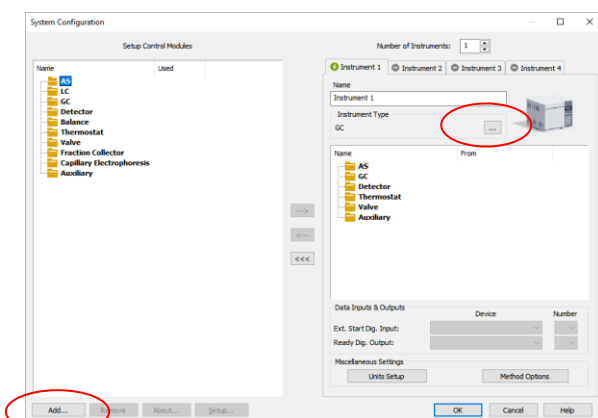 System Configuration
Setup Control Modules
Name Used
AS
LC
GC
Detector
Balance
Thermostat
Valve
Fraction Collector
Capillary Electrophoresis
Auxiliary
Add... Remove About... Setup...
--->
<---
<<<
Number of Instruments: 1
Instrument 1 Instrument 2 Instrument 3 Instrument 4
Name
Instrument 1
Instrument Type
GC ...
Name From
AS
GC
Detector
Thermostat
Valve
Auxiliary
Data Inputs & Outputs
Device Number
Ext. Start Dig. Input:
Ready Dig. Output:
Miscellaneous Settings
Units Setup Method Options
OK Cancel Help